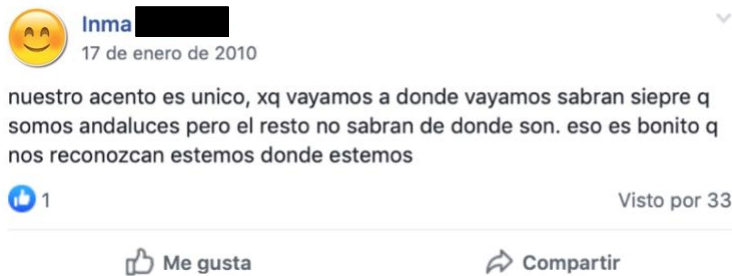 Inma
17 de enero de 2010
nuestro acento es unico, xq vayamos a donde vayamos sabran siepre q
somos andaluces pero el resto no sabran de donde son. eso es bonito q
nos reconozcan estemos donde estemos
1
Visto por 33
Me gusta
Compartir